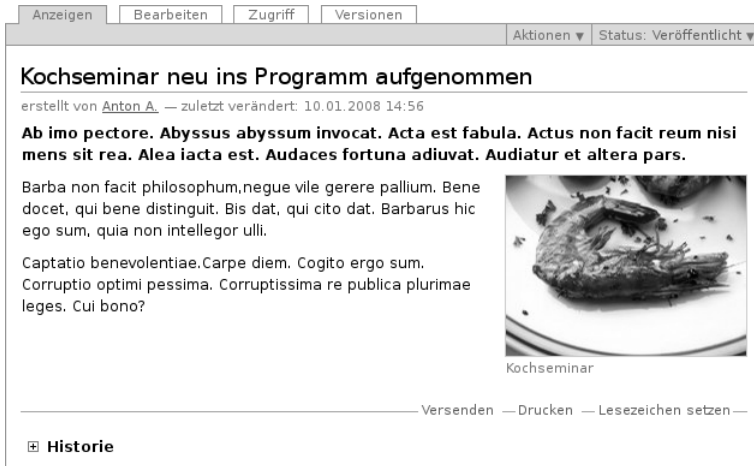 Anzeigen Bearbeiten Zugriff Versionen
Aktionen ▼ Status: Veröffentlicht ▼
Kochseminar neu ins Programm aufgenommen
erstellt von Anton A. — zuletzt verändert: 10.01.2008 14:56
Ab imo pectore. Abyssus abyssum invocat. Acta est fabula. Actus non facit reum nisi
mens sit rea. Alea iacta est. Audaces fortuna adiuvat. Audiatur et altera pars.
Barba non facit philosophum,negue vile gerere pallium. Bene
docet, qui bene distinguit. Bis dat, qui cito dat. Barbarus hic
ego sum, quia non intellegor ulli.
Captatio benevolentiae.Carpe diem. Cogito ergo sum.
Corruptio optimi pessima. Corruptissima re publica plurimae
leges. Cui bono?
Kochseminar
Versenden — Drucken — Lesezeichen setzen —
Historie